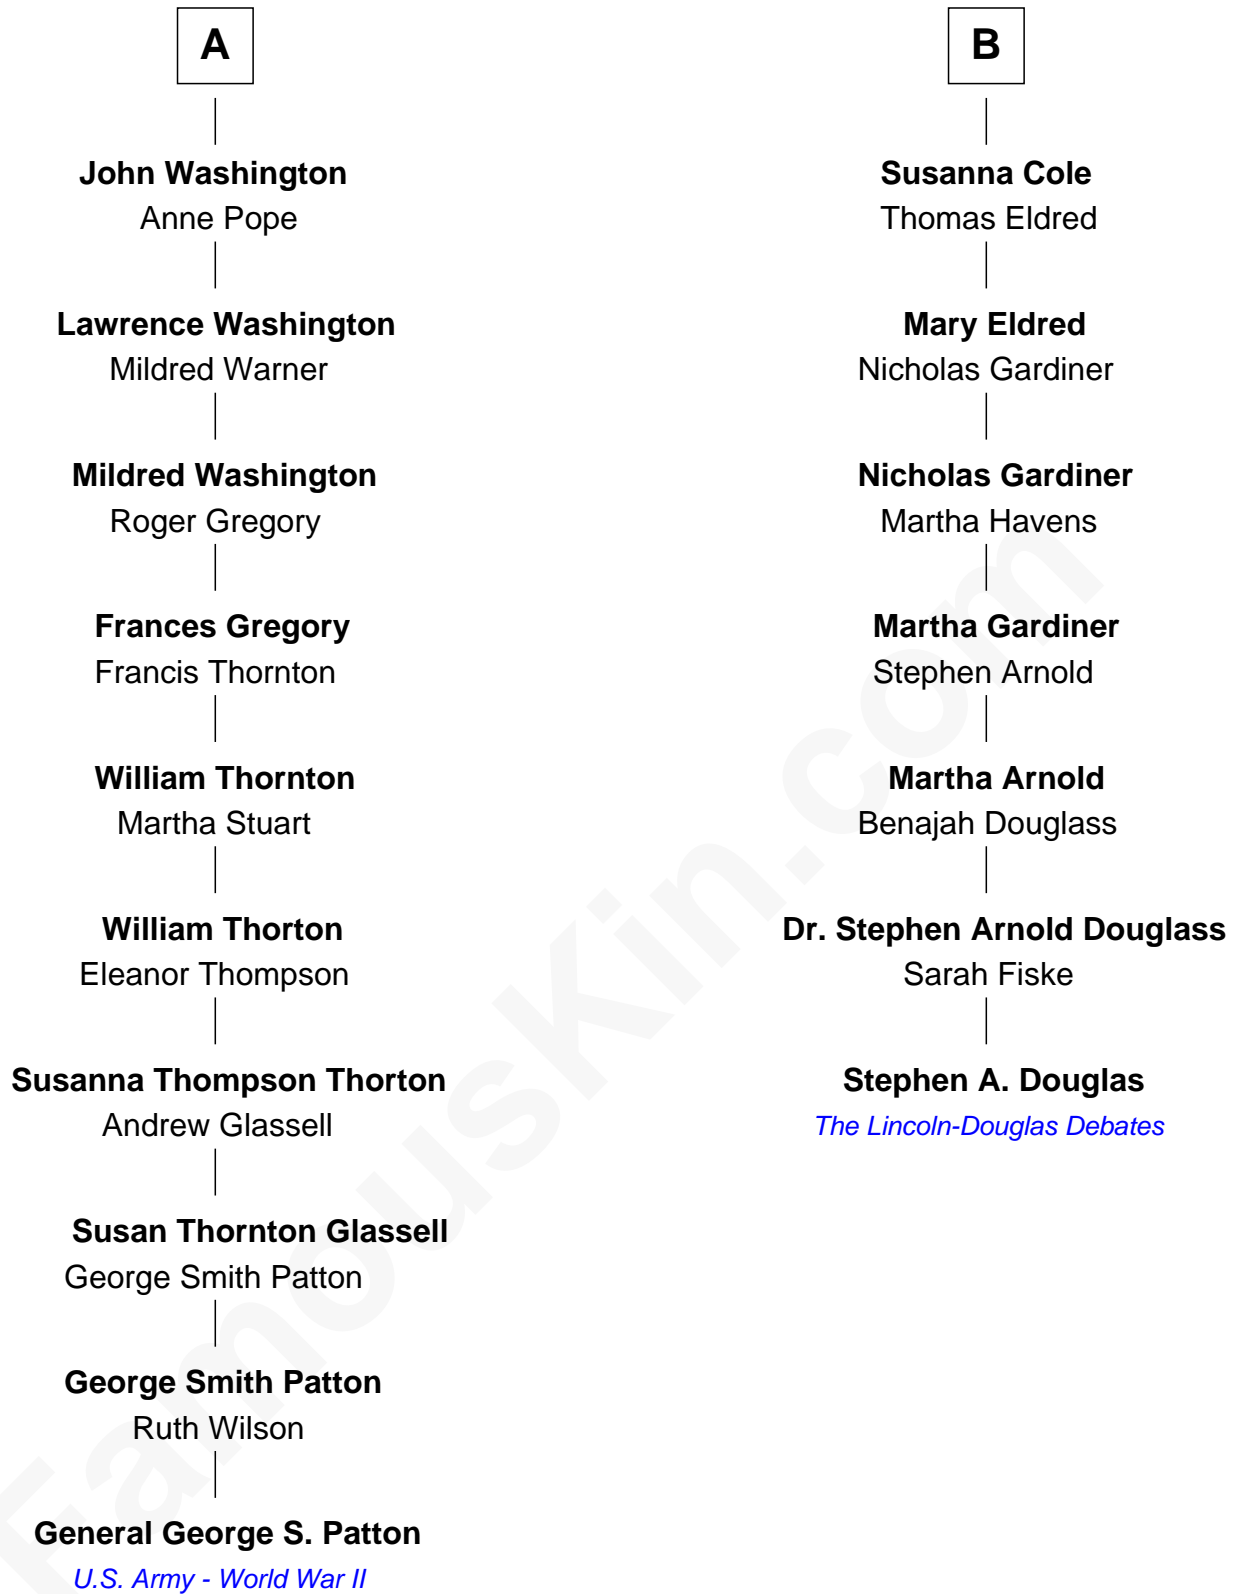 A
John Washington
Anne Pope
Lawrence Washington
Mildred Warner
Mildred Washington
Roger Gregory
Frances Gregory
Francis Thornton
William Thornton
Martha Stuart
William Thorton
Eleanor Thompson
Susanna Thompson Thorton
Andrew Glassell
Susan Thornton Glassell
George Smith Patton
George Smith Patton
Ruth Wilson
General George S. Patton
U.S. Army - World War II
B
Susanna Cole
Thomas Eldred
Mary Eldred
Nicholas Gardiner
Nicholas Gardiner
Martha Havens
Martha Gardiner
Stephen Arnold
Martha Arnold
Benajah Douglass
Dr. Stephen Arnold Douglass
Sarah Fiske
Stephen A. Douglas
The Lincoln-Douglas Debates
FamousKin.com